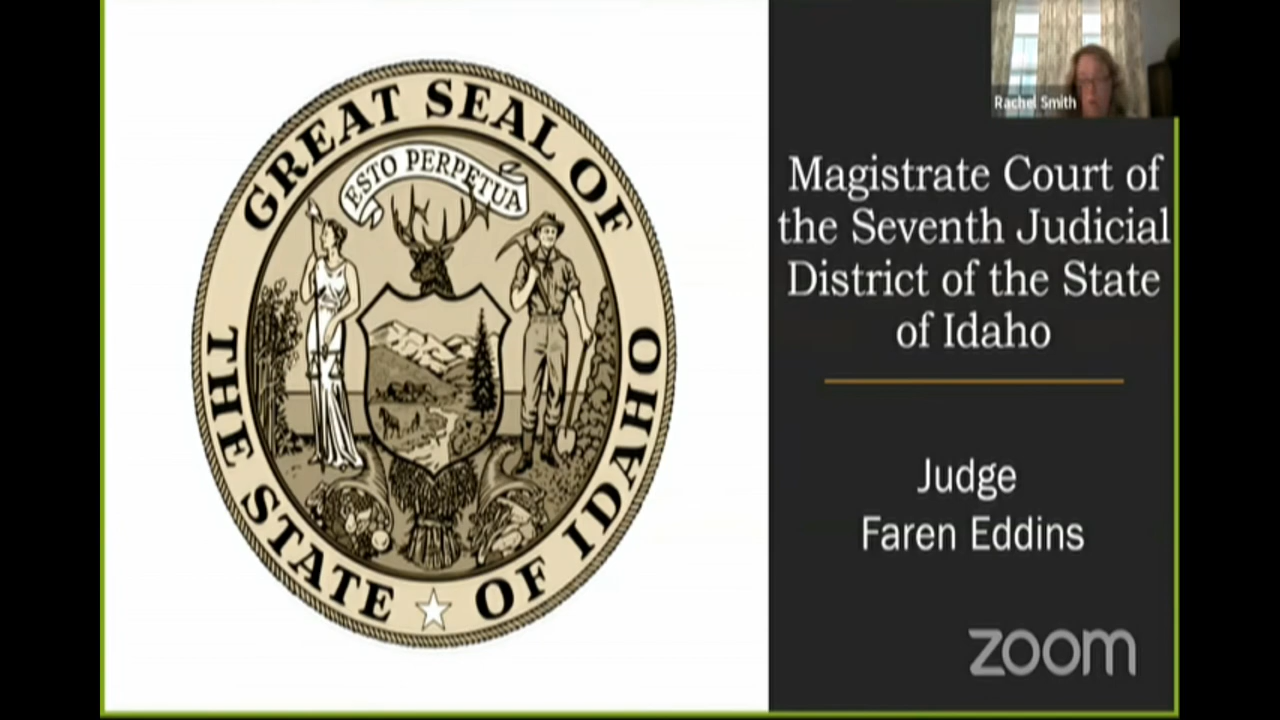 GREAT SEAL OF
THE STATE OF IDAHO
ESTO PERPETUA
Rachel Smith
Magistrate Court of
the Seventh Judicial
District of the State
of Idaho
Judge
Faren Eddins
zoom